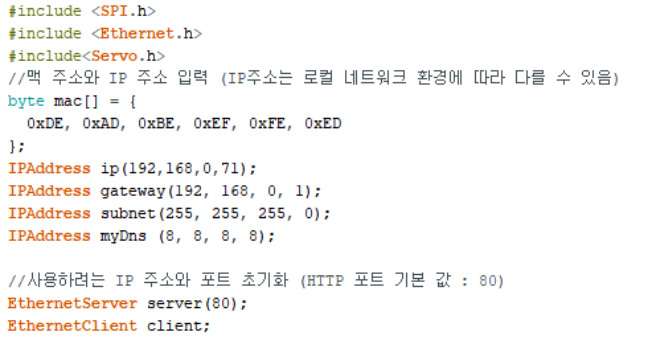 #include <SPI.h>
#include <Ethernet.h>
#include<Servo.h>
//맥 주소와 IP 주소 입력 (IP주소는 로컬 네트워크 환경에 따라 다를 수 있음)
byte mac[] = {
  0xDE, 0xAD, 0xBE, 0xEF, 0xFE, 0xED
};
IPAddress ip(192,168,0,71);
IPAddress gateway(192, 168, 0, 1);
IPAddress subnet(255, 255, 255, 0);
IPAddress myDns (8, 8, 8, 8);

//사용하려는 IP 주소와 포트 초기화 (HTTP 포트 기본 값 : 80)
EthernetServer server(80);
EthernetClient client;